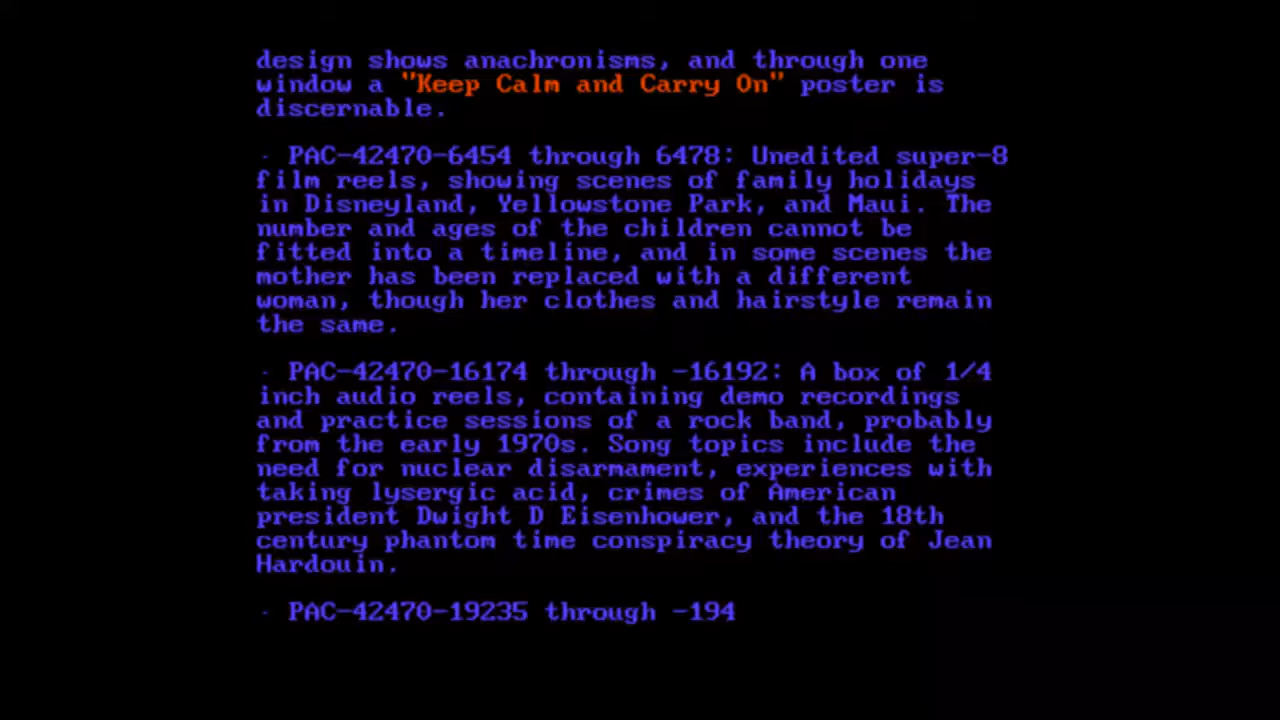 design shows anachronisms, and through one
window a "Keep Calm and Carry On" poster is
discernable.
· PAC-42470-6454 through 6478: Unedited super-8
film reels, showing scenes of family holidays
in Disneyland, Yellowstone Park, and Maui. The
number and ages of the children cannot be
fitted into a timeline, and in some scenes the
mother has been replaced with a different
woman, though her clothes and hairstyle remain
the same.
· PAC-42470-16174 through -16192: A box of 1/4
inch audio reels, containing demo recordings
and practice sessions of a rock band, probably
from the early 1970s. Song topics include the
need for nuclear disarmament, experiences with
taking lysergic acid, crimes of American
president Dwight D Eisenhower, and the 18th
century phantom time conspiracy theory of Jean
Hardouin.
· PAC-42470-19235 through -194